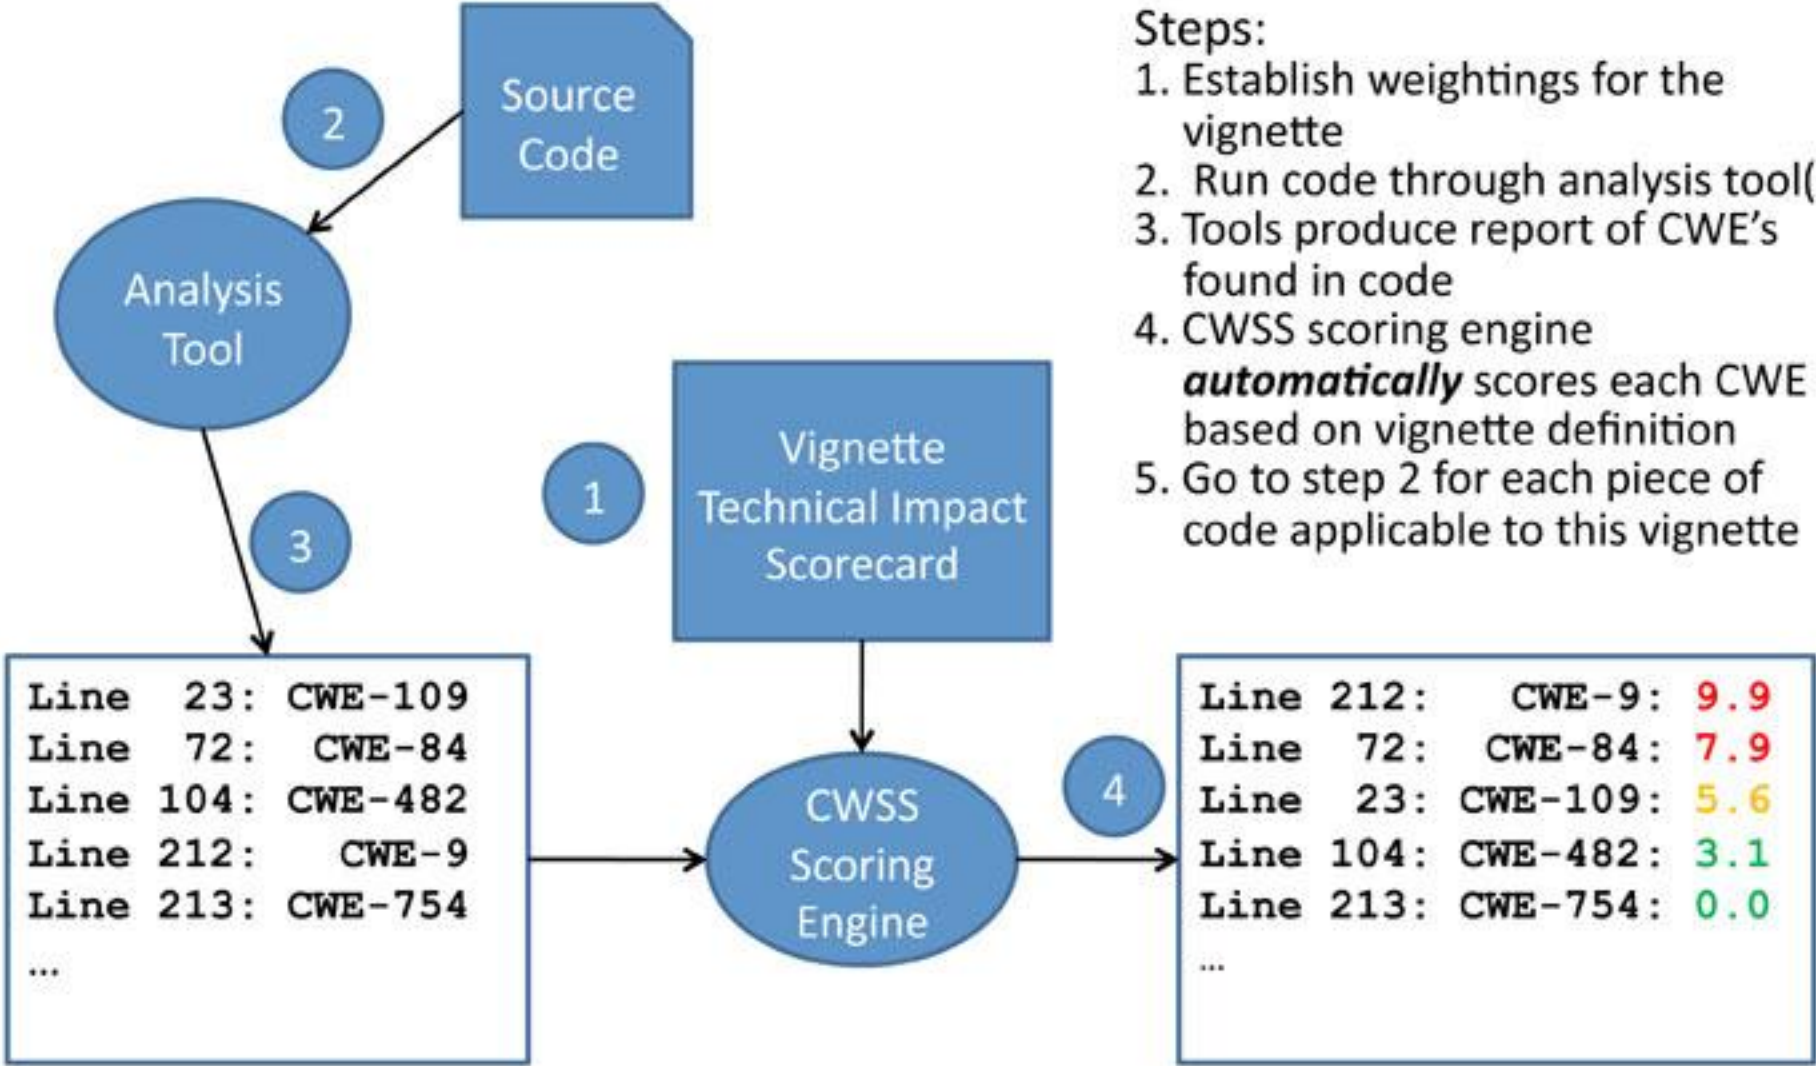 Source
Code
2
Analysis
Tool
3
1
Vignette
Technical Impact
Scorecard
Steps:
1. Establish weightings for the
vignette
2. Run code through analysis tool(
3. Tools produce report of CWE's
found in code
4. CWSS scoring engine
automatically scores each CWE
based on vignette definition
5. Go to step 2 for each piece of
code applicable to this vignette
Line 23: CWE-109
Line 72: CWE-84
Line 104: CWE-482
Line 212: CWE-9
Line 213: CWE-754
...
CWSS
Scoring
Engine
4
Line 212: CWE-9: 9.9
Line 72: CWE-84: 7.9
Line 23: CWE-109: 5.6
Line 104: CWE-482: 3.1
Line 213: CWE-754: 0.0
...